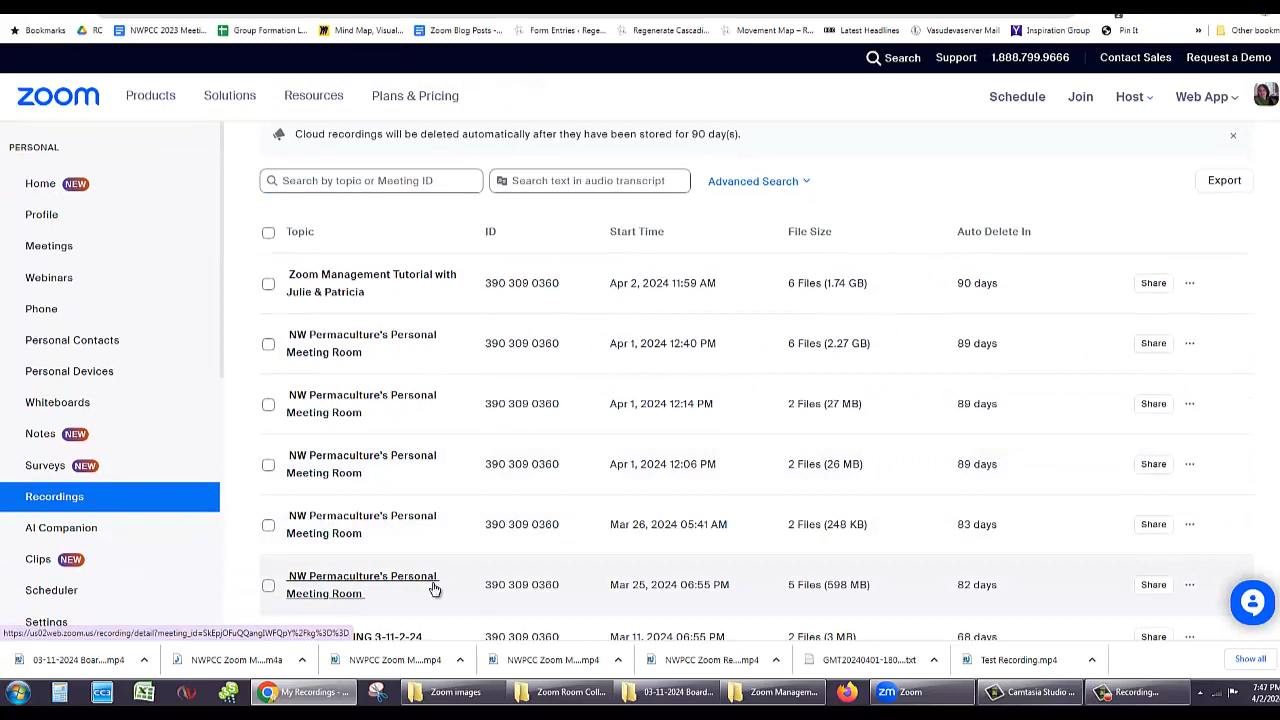 Bookmarks RC NWPCC 2023 Meeti... Group Formation L... Mind Map, Visual... Zoom Blog Posts -... Form Entries ‹ Rege... Regenerate Cascadi... Movement Map – R... Latest Headlines Vasudevaserver Mail Inspiration Group Pin It » Other bookm
Search Support 1.888.799.9666 Contact Sales Request a Demo
zoom Products Solutions Resources Plans & Pricing Schedule Join Host Web App
PERSONAL
Home NEW
Profile
Meetings
Webinars
Phone
Personal Contacts
Personal Devices
Whiteboards
Notes NEW
Surveys NEW
Recordings
AI Companion
Clips NEW
Scheduler
Settings
Cloud recordings will be deleted automatically after they have been stored for 90 day(s). ×
Search by topic or Meeting ID Search text in audio transcript Advanced Search Export
Topic ID Start Time File Size Auto Delete In
Zoom Management Tutorial with
Julie & Patricia 390 309 0360 Apr 2, 2024 11:59 AM 6 Files (1.74 GB) 90 days Share ...
NW Permaculture's Personal
Meeting Room 390 309 0360 Apr 1, 2024 12:40 PM 6 Files (2.27 GB) 89 days Share ...
NW Permaculture's Personal
Meeting Room 390 309 0360 Apr 1, 2024 12:14 PM 2 Files (27 MB) 89 days Share ...
NW Permaculture's Personal
Meeting Room 390 309 0360 Apr 1, 2024 12:06 PM 2 Files (26 MB) 89 days Share ...
NW Permaculture's Personal
Meeting Room 390 309 0360 Mar 26, 2024 05:41 AM 2 Files (248 KB) 83 days Share ...
NW Permaculture's Personal
Meeting Room 390 309 0360 Mar 25, 2024 06:55 PM 5 Files (598 MB) 82 days Share ...
ING 3-11-2-24 390 309 0360 Mar 11, 2024 06:55 PM 2 Files (3 MB) 68 days Share ...
03-11-2024 Boar....mp4 NWPCC Zoom M....m4a NWPCC Zoom M....mp4 NWPCC Zoom M....mp4 NWPCC Zoom Re....mp4 GMT20240401-180....txt Test Recording.mp4 Show all
CC3 My Recordings - ... Zoom images Zoom Room Coll... 03-11-2024 Board... Zoom Managem... zm Zoom Camtasia Studio ... Recording... 7:47 PM
4/2/202